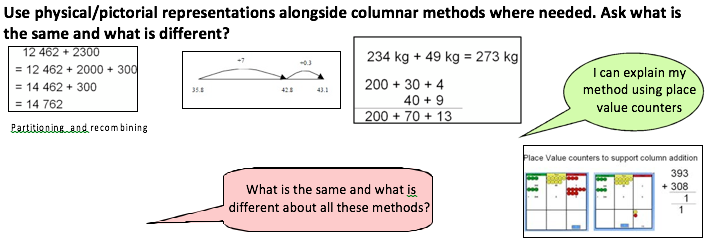 Use physical/pictorial representations alongside columnar methods where needed. Ask what is
the same and what is different?
12 462 + 2300
= 12 462 + 2000 + 300
= 14 462 + 300
= 14 762
Partitioning and recombining
+7
+0.3
35.8
42.8
43.1
234 kg + 49 kg = 273 kg
200 + 30 + 4
40 + 9
200 + 70 + 13
I can explain my
method using place
value counters
What is the same and what is
different about all these methods?
Place Value counters to support column addition
393
+ 308
1
1